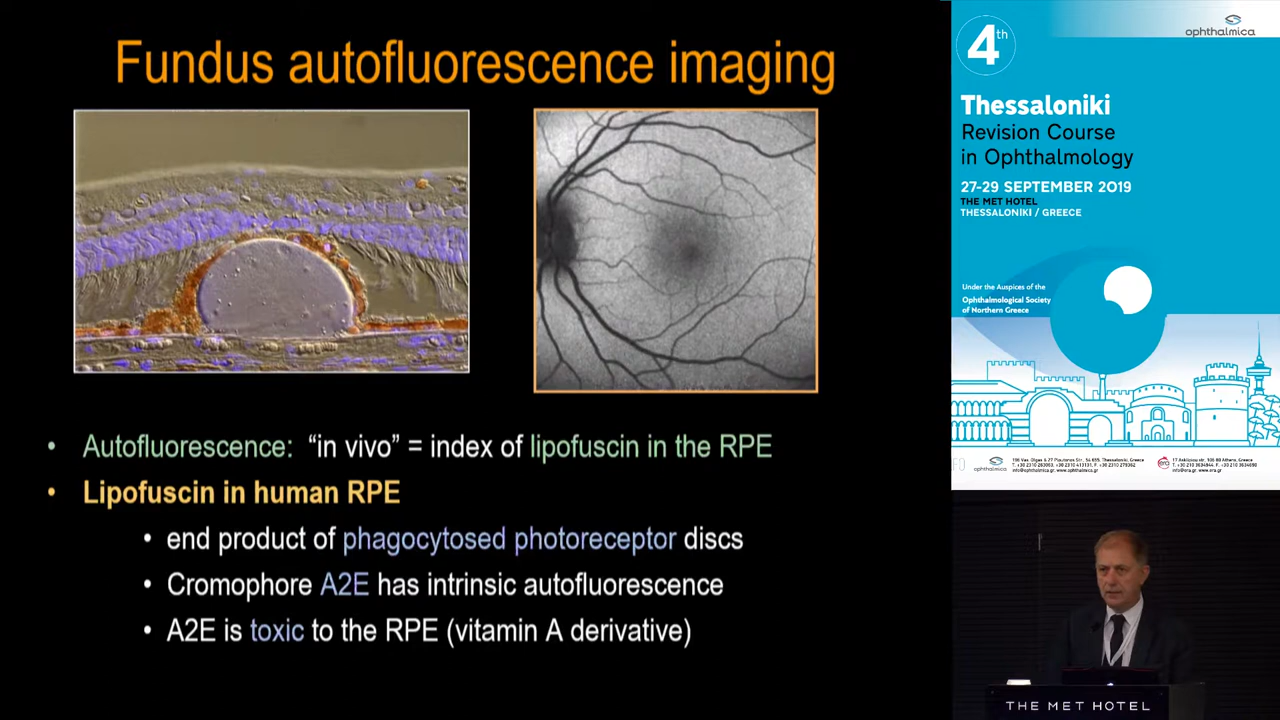 Fundus autofluorescence imaging
• Autofluorescence: “in vivo” = index of lipofuscin in the RPE
• Lipofuscin in human RPE
• end product of phagocytosed photoreceptor discs
• Cromophore A2E has intrinsic autofluorescence
• A2E is toxic to the RPE (vitamin A derivative)
ophthalmica
4th
Thessaloniki
Revision Course
in Ophthalmology
27-29 SEPTEMBER 2019
THE MET HOTEL
THESSALONIKI / GREECE
Under the Auspices of the
Ophthalmological Society
of Northern Greece
ophthalmica
THE MET HOTEL